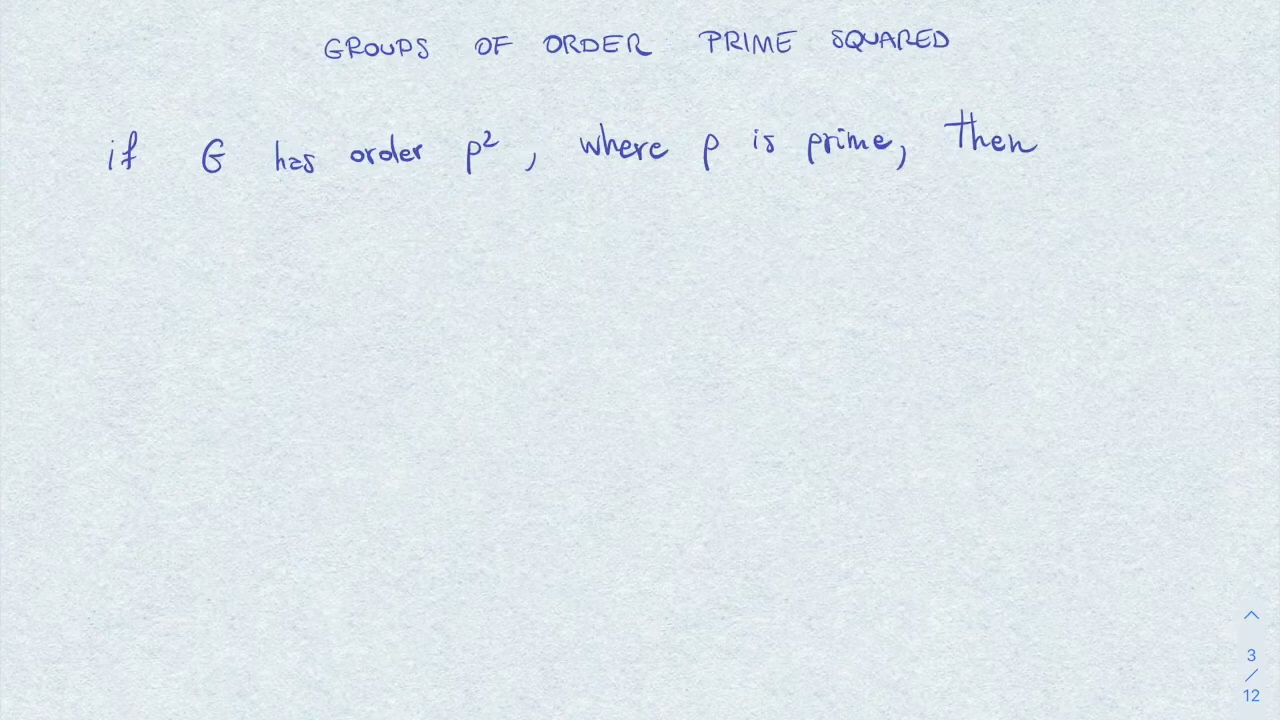 GROUPS OF ORDER PRIME SQUARED
if G has order p², where p is prime, then
3
/
12